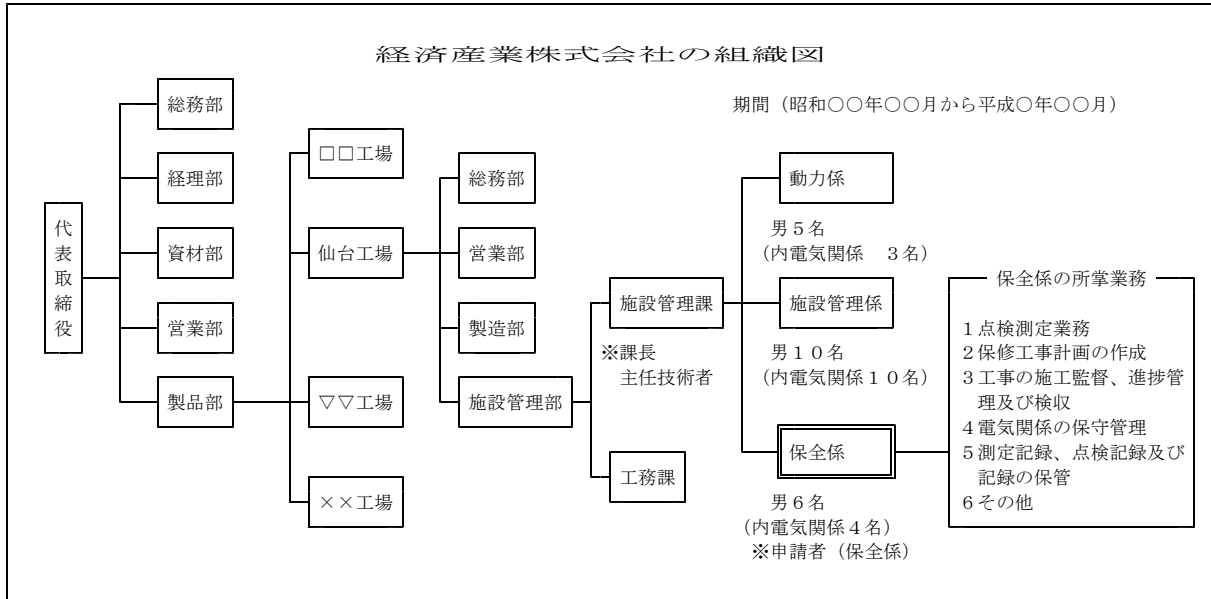 経済産業株式会社の組織図
期間（昭和〇〇年〇〇月から平成〇年〇〇月）
代表取締役
総務部
経理部
資材部
営業部
製品部
□□工場
仙台工場
▽▽工場
××工場
総務部
営業部
製造部
施設管理部
施設管理課
※課長
主任技術者
工務課
動力係
男５名
（内電気関係　３名）
施設管理係
男１０名
（内電気関係１０名）
保全係
男６名
（内電気関係４名）
※申請者（保全係）
保全係の所掌業務
１点検測定業務
２保修工事計画の作成
３工事の施工監督、進捗管
理及び検収
４電気関係の保守管理
５測定記録、点検記録及び
記録の保管
６その他